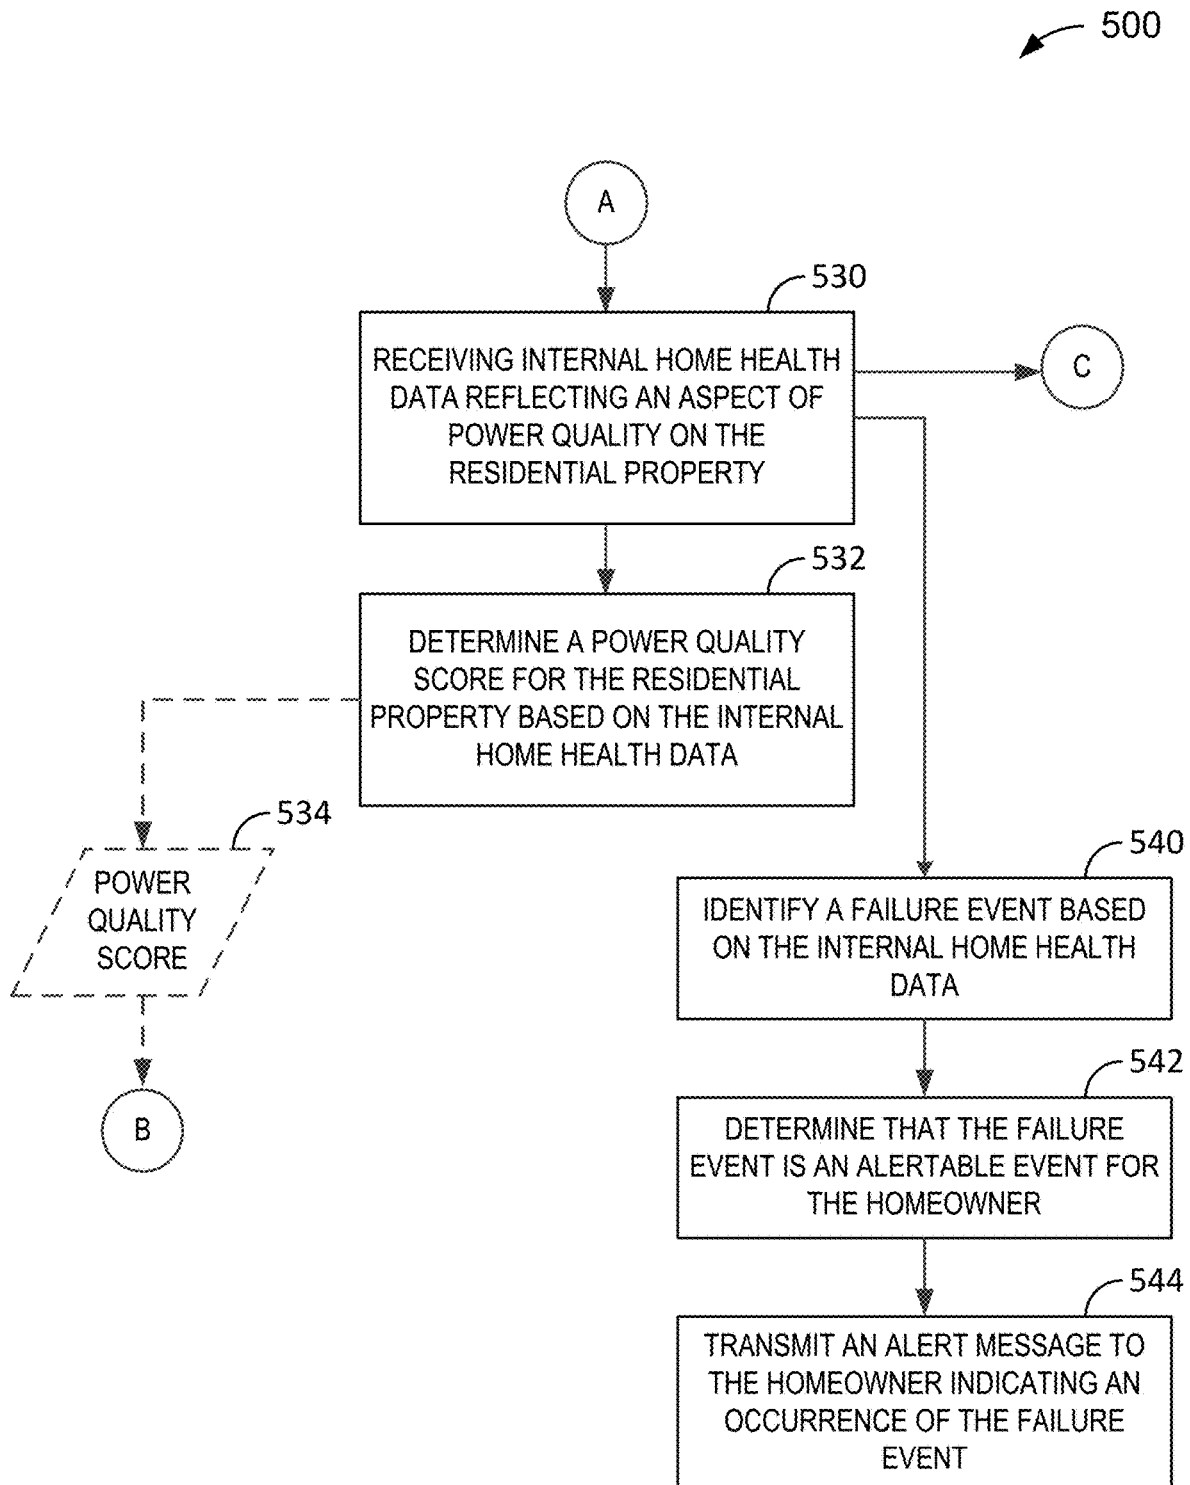 500
A
530
RECEIVING INTERNAL HOME HEALTH
DATA REFLECTING AN ASPECT OF
POWER QUALITY ON THE
RESIDENTIAL PROPERTY
C
532
DETERMINE A POWER QUALITY
SCORE FOR THE RESIDENTIAL
PROPERTY BASED ON THE INTERNAL
HOME HEALTH DATA
534
POWER
QUALITY
SCORE
B
540
IDENTIFY A FAILURE EVENT BASED
ON THE INTERNAL HOME HEALTH
DATA
542
DETERMINE THAT THE FAILURE
EVENT IS AN ALERTABLE EVENT FOR
THE HOMEOWNER
544
TRANSMIT AN ALERT MESSAGE TO
THE HOMEOWNER INDICATING AN
OCCURRENCE OF THE FAILURE
EVENT